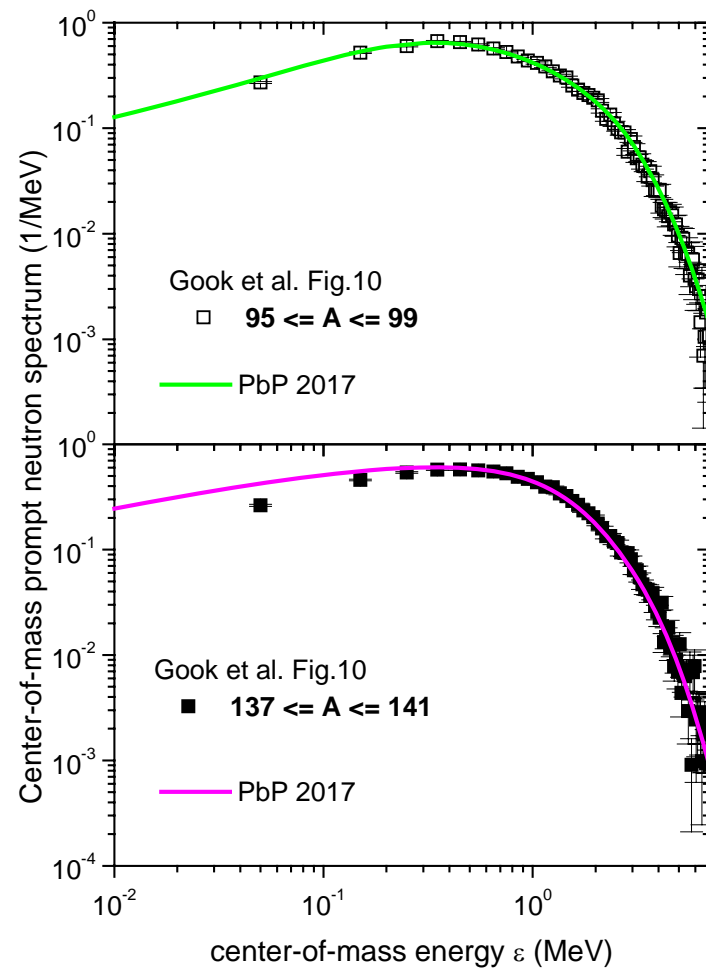 Center-of-mass prompt neutron spectrum (1/MeV)
10^0
10^-1
10^-2
10^-3
Gook et al. Fig.10
95 <= A <= 99
PbP 2017
10^0
10^-1
10^-2
10^-3
10^-4
Gook et al. Fig.10
137 <= A <= 141
PbP 2017
10^-2 10^-1 10^0
center-of-mass energy ε (MeV)